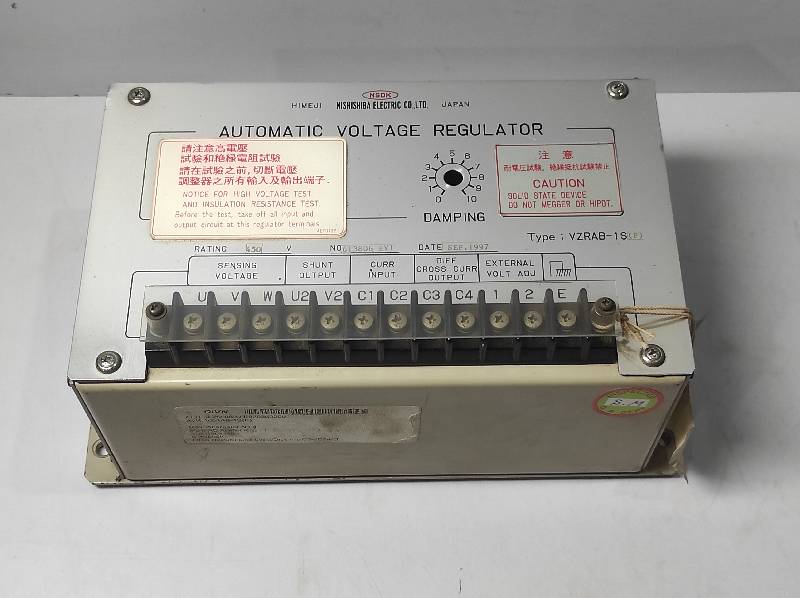 NSDK
HIMEJI NISHISHIBA ELECTRIC CO.,LTD. JAPAN
AUTOMATIC VOLTAGE REGULATOR
請注意高電壓
試驗和絶緣電阻試驗
請在試驗之前,切斷電壓
調整器之所有輸入及輸出端子.
NOTICE FOR HIGH VOLTAGE TEST
AND INSULATION RESISTANCE TEST.
Before the test, take off all input and
output circuit at this regulator terminals
0 1 2 3 4 5 6 7 8 9 10
DAMPING
注意
耐電圧試験, 絶縁抵抗試験禁止
CAUTION
SOLID STATE DEVICE
DO NOT MEGGER OR HIPOT.
Type : VZRAB-1S(P)
RATING 450 V NO DATE SEP.1997
SENSING VOLTAGE
SHUNT OUTPUT
CURR INPUT
DIFF CROSS CURR OUTPUT
EXTERNAL VOLT ADJ
U V W U2 V2 C1 C2 C3 C4 1 2 E
S.M